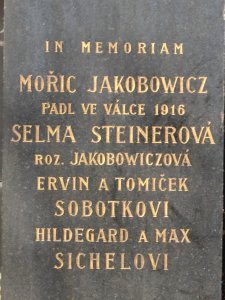 IN MEMORIAM
MOŘIC JAKOBOWICZ
PADL VE VÁLCE 1916
SELMA STEINEROVÁ
ROZ. JAKOBOWICZOVÁ
ERVIN A TOMIČEK
SOBOTKOVI
HILDEGARD A MAX
SICHELOVI